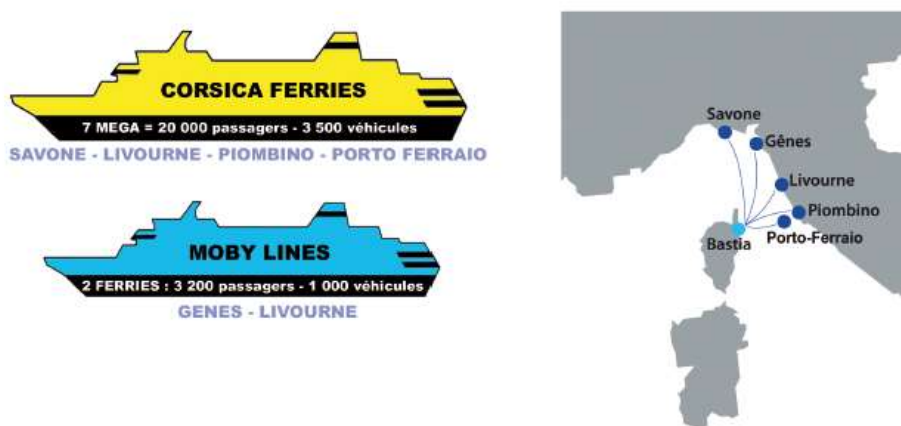 CORSICA FERRIES
7 MEGA = 20 000 passagers - 3 500 véhicules
SAVONE - LIVOURNE - PIOMBINO - PORTO FERRAIO
MOBY LINES
2 FERRIES : 3 200 passagers - 1 000 véhicules
GENES - LIVOURNE
Savone
Gênes
Livourne
Piombino
Porto-Ferraio
Bastia